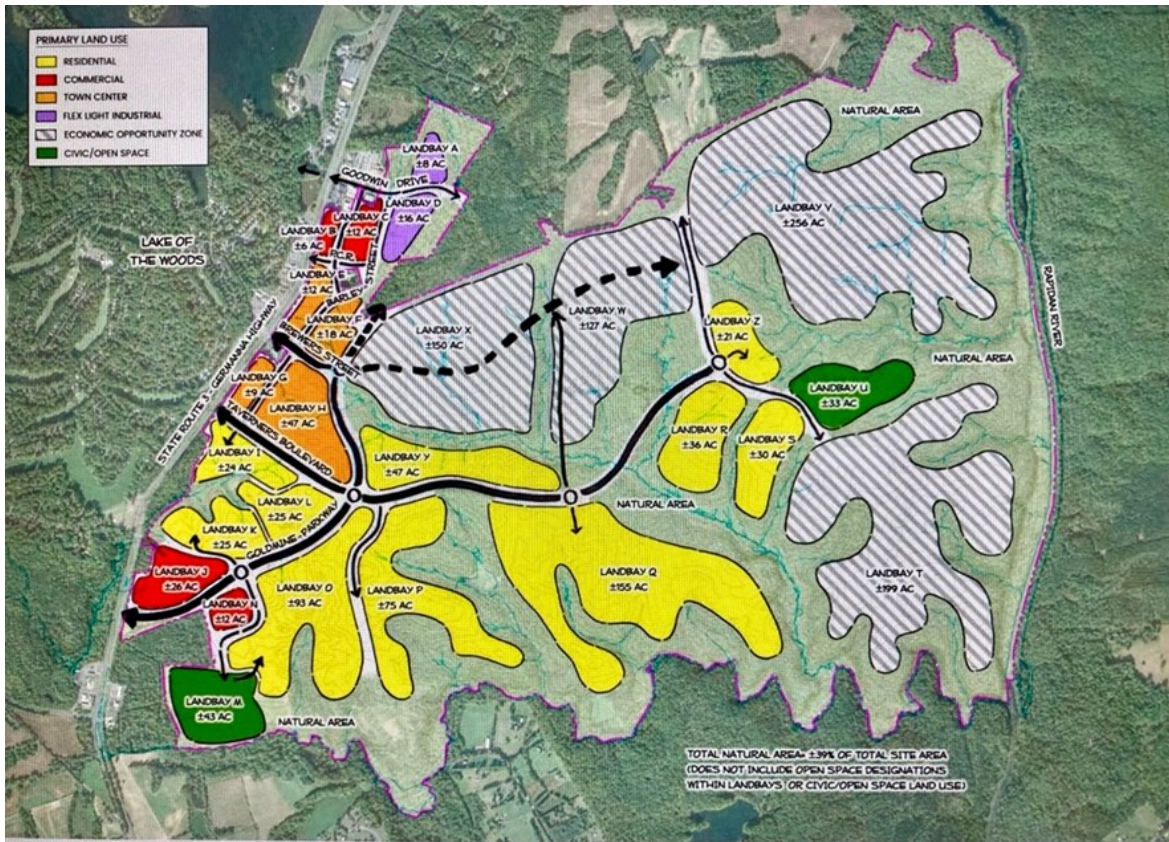 PRIMARY LAND USE
RESIDENTIAL
COMMERCIAL
TOWN CENTER
FLEX LIGHT INDUSTRIAL
ECONOMIC OPPORTUNITY ZONE
CIVIC/OPEN SPACE
NATURAL AREA
LANDBAY A
±8 AC
GOODWIN DRIVE
LANDBAY D
±16 AC
LANDBAY C
±12 AC
LANDBAY B
±6 AC
P.C.R.
LANDBAY V
±256 AC
LAKE OF
THE WOODS
LANDBAY E
±12 AC
BARLEY STREET
RAPIDAN RIVER
LANDBAY F
±18 AC
BREWERS STREET
STATE ROUTE 3 - GERMANNA HIGHWAY
LANDBAY X
±150 AC
LANDBAY W
±127 AC
LANDBAY Z
±21 AC
NATURAL AREA
LANDBAY G
±9 AC
LANDBAY H
±47 AC
TAVERNERS BOULEVARD
LANDBAY U
±33 AC
LANDBAY R
±36 AC
LANDBAY S
±30 AC
LANDBAY I
±24 AC
LANDBAY Y
±47 AC
LANDBAY L
±25 AC
NATURAL AREA
LANDBAY K
±25 AC
GOLDMINE PARKWAY
LANDBAY J
±26 AC
LANDBAY O
±93 AC
LANDBAY P
±75 AC
LANDBAY Q
±155 AC
LANDBAY T
±199 AC
LANDBAY N
±12 AC
LANDBAY M
±43 AC
NATURAL AREA
TOTAL NATURAL AREA= ±39% OF TOTAL SITE AREA
(DOES NOT INCLUDE OPEN SPACE DESIGNATIONS
WITHIN LANDBAYS OR CIVIC/OPEN SPACE LAND USE)